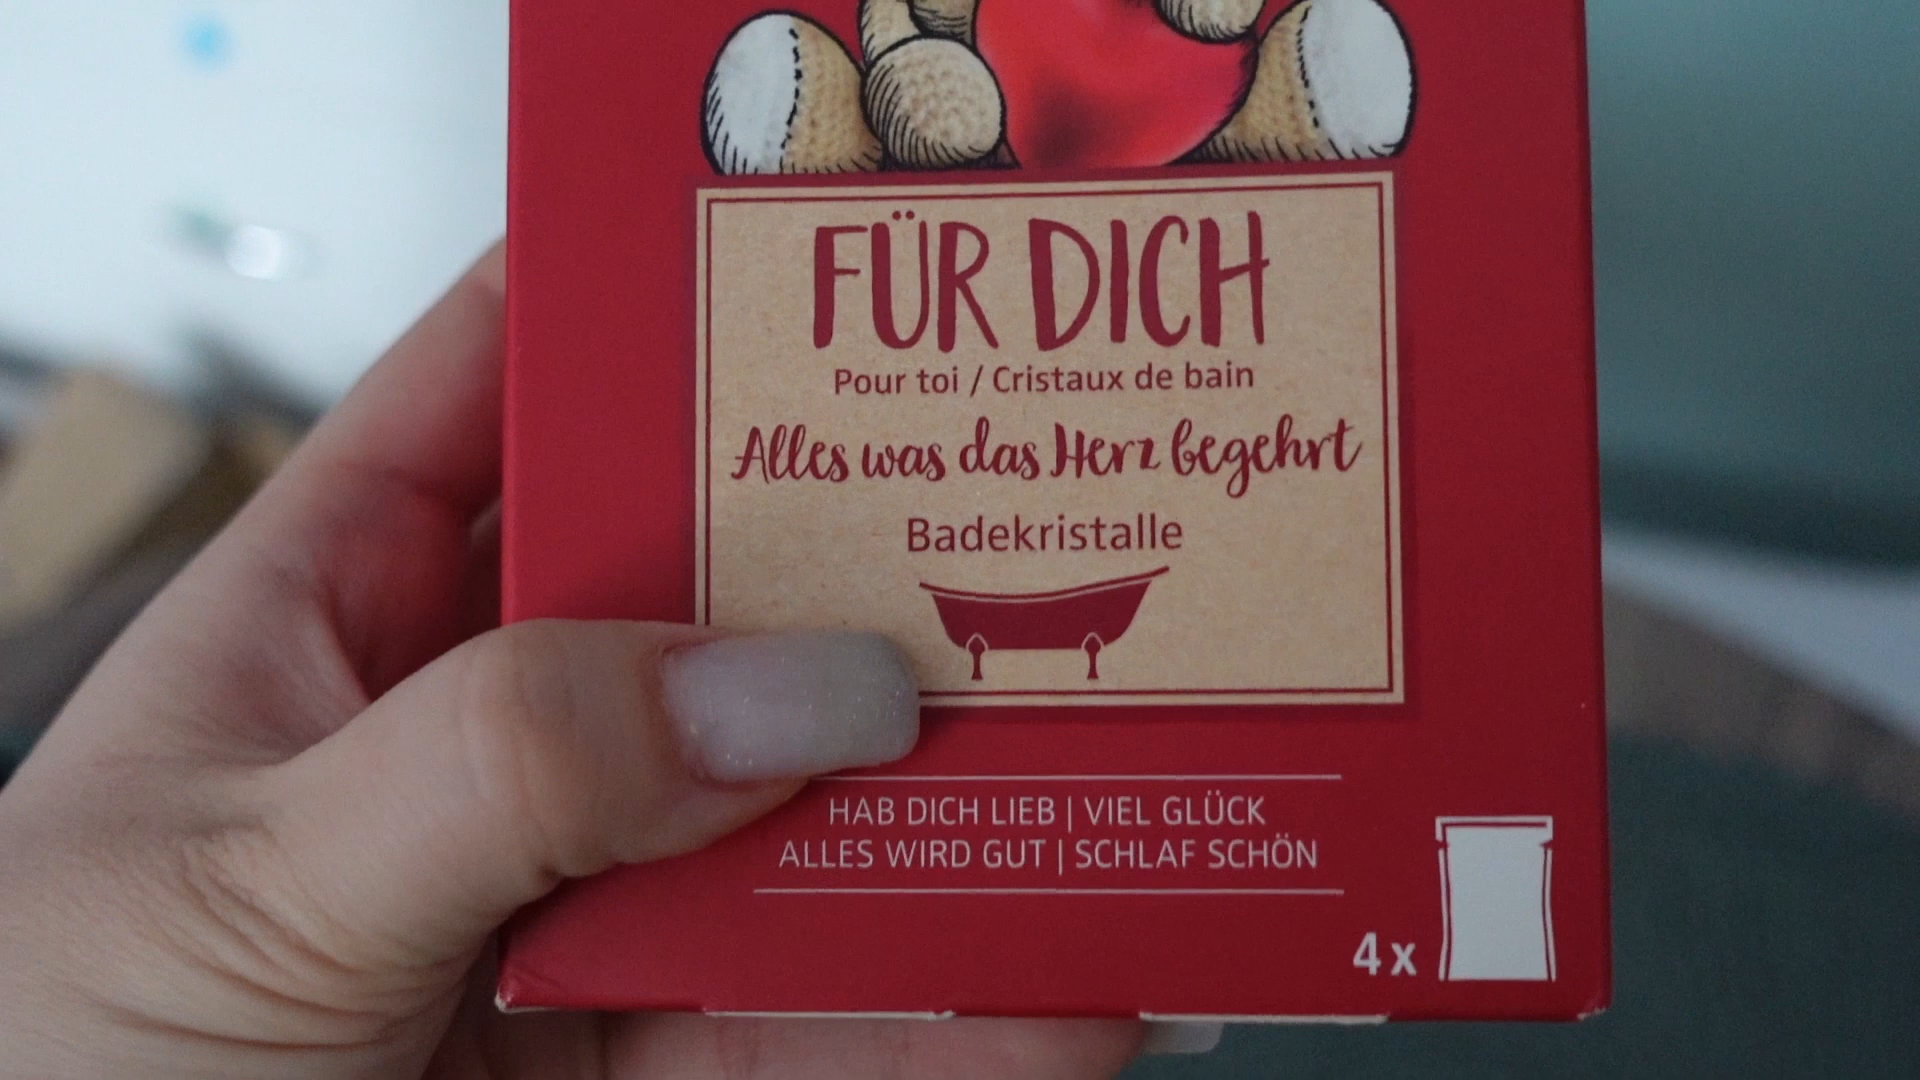 FÜR DICH
Pour toi / Cristaux de bain
Alles was das Herz begehrt
Badekristalle
HAB DICH LIEB | VIEL GLÜCK
ALLES WIRD GUT | SCHLAF SCHÖN
4x